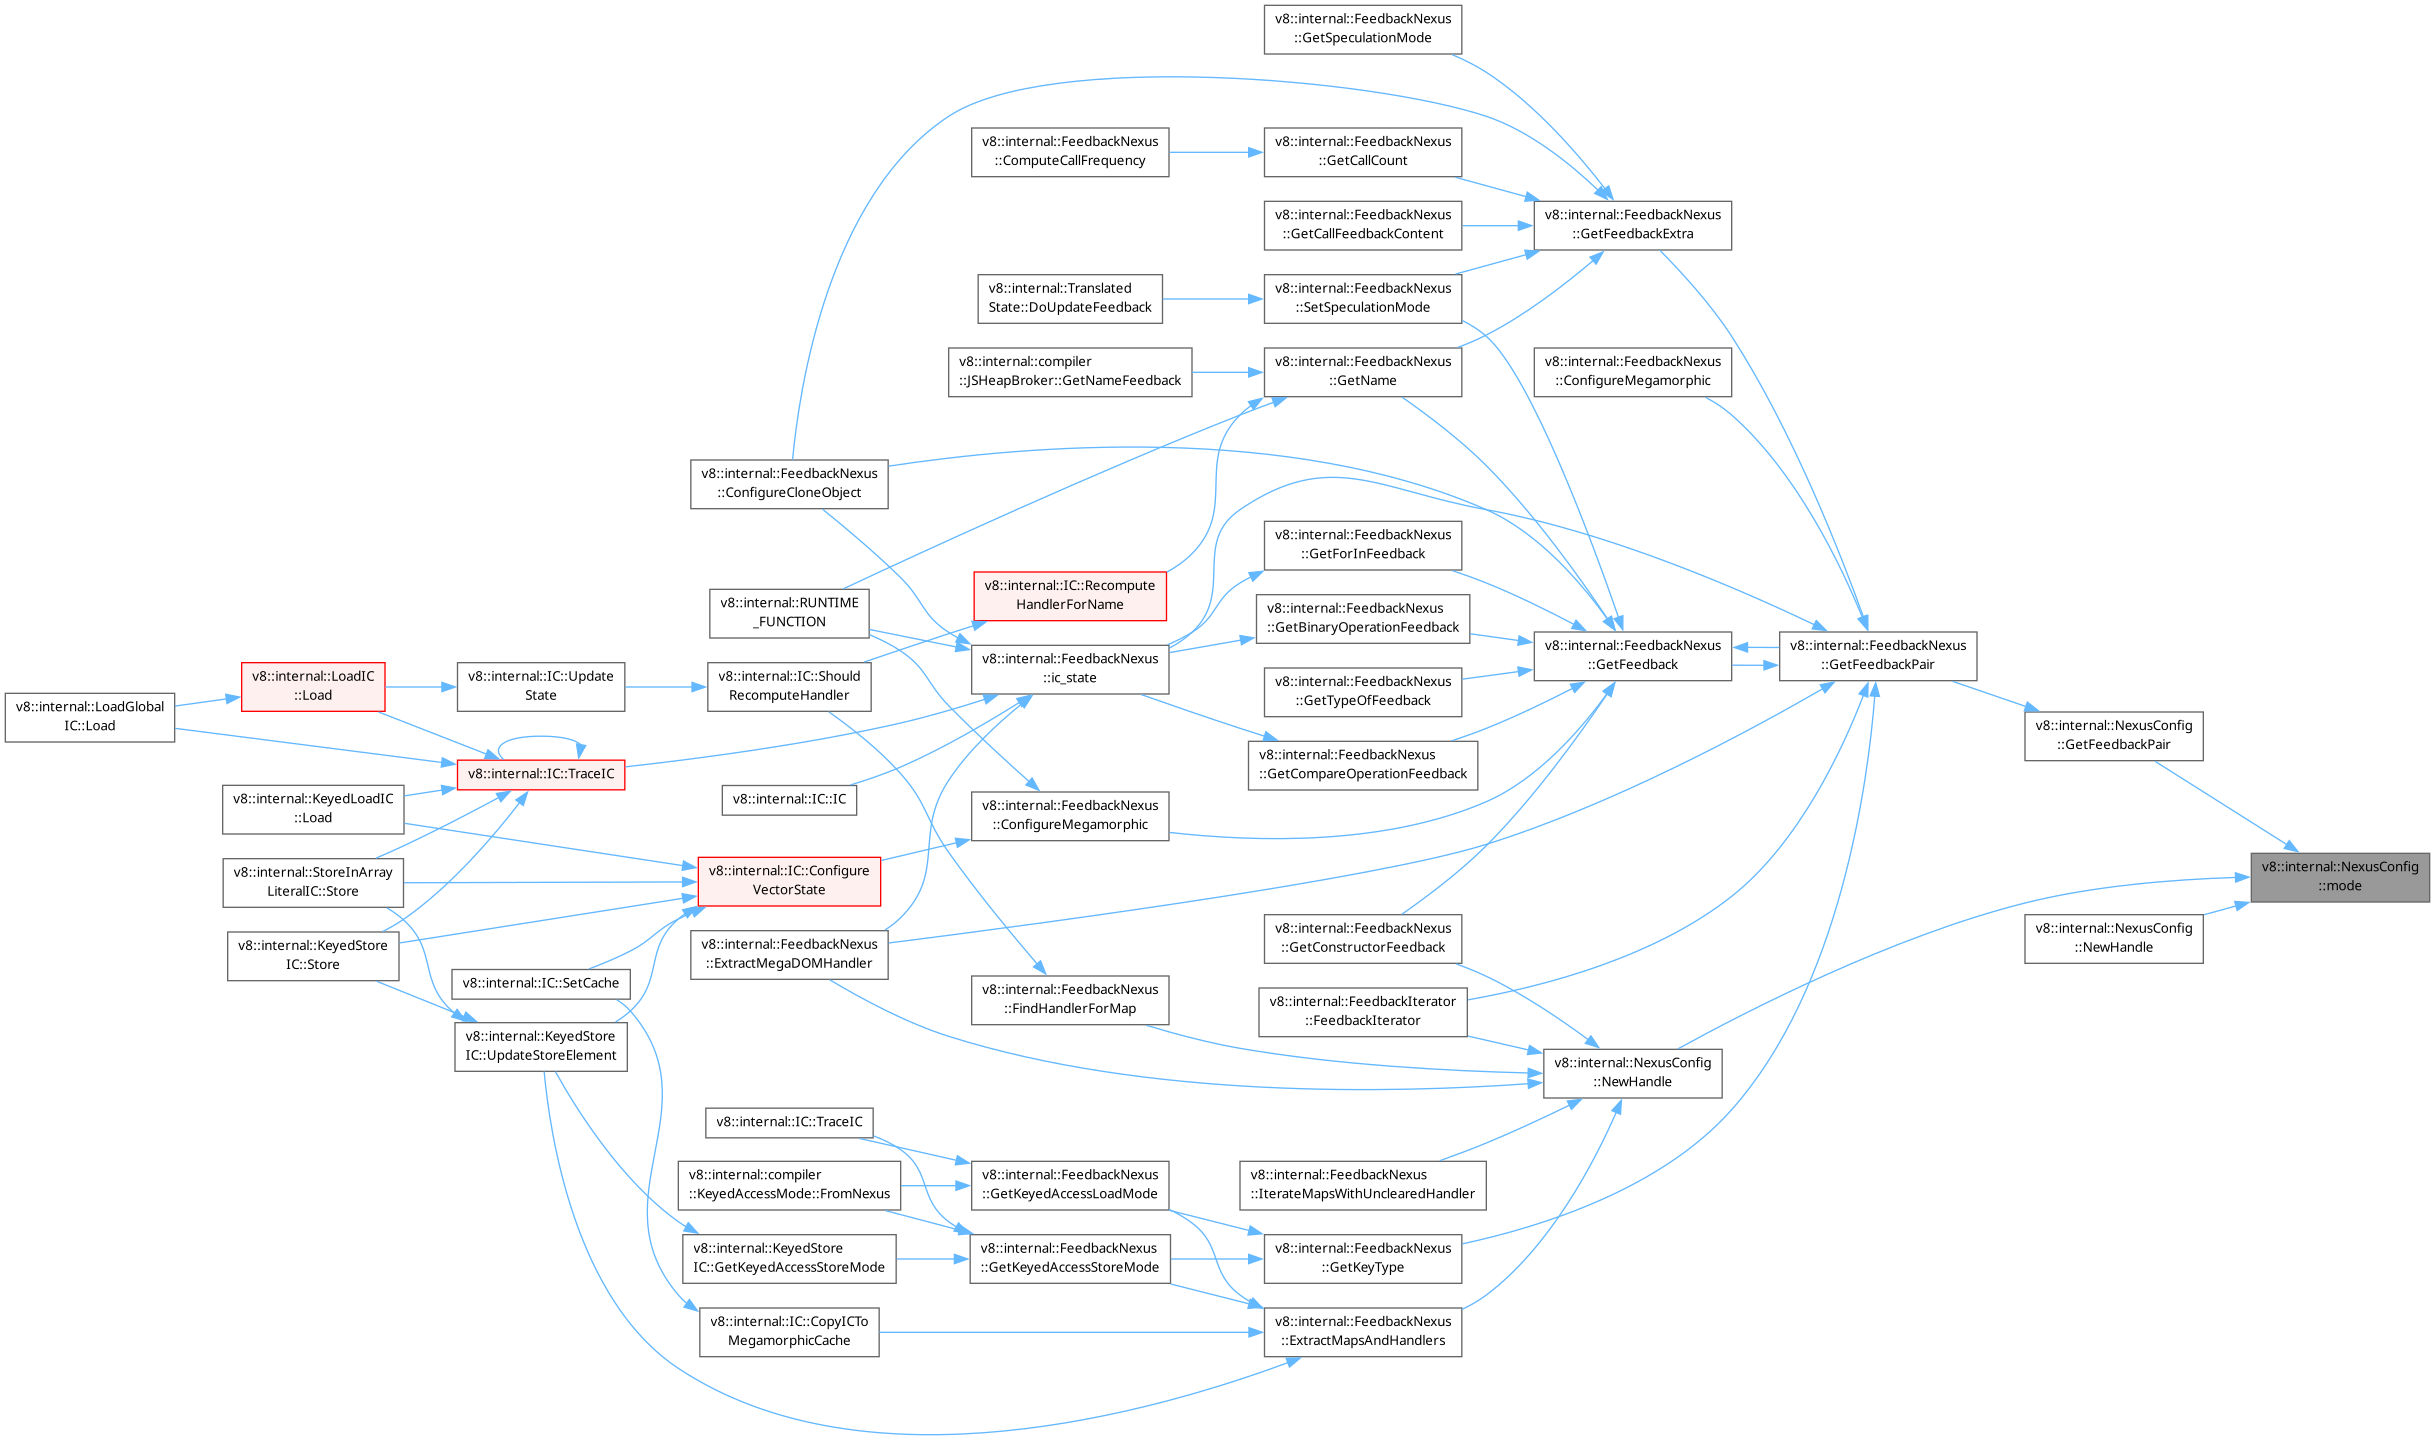 v8::internal::FeedbackNexus
::GetSpeculationMode
v8::internal::FeedbackNexus
::ComputeCallFrequency
v8::internal::FeedbackNexus
::GetCallCount
v8::internal::FeedbackNexus
::GetCallFeedbackContent
v8::internal::FeedbackNexus
::GetFeedbackExtra
v8::internal::Translated
State::DoUpdateFeedback
v8::internal::FeedbackNexus
::SetSpeculationMode
v8::internal::compiler
::JSHeapBroker::GetNameFeedback
v8::internal::FeedbackNexus
::GetName
v8::internal::FeedbackNexus
::ConfigureMegamorphic
v8::internal::FeedbackNexus
::ConfigureCloneObject
v8::internal::FeedbackNexus
::GetForInFeedback
v8::internal::RUNTIME
_FUNCTION
v8::internal::IC::Recompute
HandlerForName
v8::internal::FeedbackNexus
::GetBinaryOperationFeedback
v8::internal::LoadGlobal
IC::Load
v8::internal::LoadIC
::Load
v8::internal::IC::Update
State
v8::internal::IC::Should
RecomputeHandler
v8::internal::FeedbackNexus
::ic_state
v8::internal::FeedbackNexus
::GetTypeOfFeedback
v8::internal::FeedbackNexus
::GetFeedback
v8::internal::FeedbackNexus
::GetFeedbackPair
v8::internal::NexusConfig
::GetFeedbackPair
v8::internal::IC::TraceIC
v8::internal::FeedbackNexus
::GetCompareOperationFeedback
v8::internal::KeyedLoadIC
::Load
v8::internal::IC::IC
v8::internal::FeedbackNexus
::ConfigureMegamorphic
v8::internal::StoreInArray
LiteralIC::Store
v8::internal::IC::Configure
VectorState
v8::internal::NexusConfig
::mode
v8::internal::KeyedStore
IC::Store
v8::internal::FeedbackNexus
::ExtractMegaDOMHandler
v8::internal::FeedbackNexus
::GetConstructorFeedback
v8::internal::NexusConfig
::NewHandle
v8::internal::IC::SetCache
v8::internal::FeedbackNexus
::FindHandlerForMap
v8::internal::FeedbackIterator
::FeedbackIterator
v8::internal::KeyedStore
IC::UpdateStoreElement
v8::internal::NexusConfig
::NewHandle
v8::internal::IC::TraceIC
v8::internal::compiler
::KeyedAccessMode::FromNexus
v8::internal::FeedbackNexus
::GetKeyedAccessLoadMode
v8::internal::FeedbackNexus
::IterateMapsWithUnclearedHandler
v8::internal::KeyedStore
IC::GetKeyedAccessStoreMode
v8::internal::FeedbackNexus
::GetKeyedAccessStoreMode
v8::internal::FeedbackNexus
::GetKeyType
v8::internal::IC::CopyICTo
MegamorphicCache
v8::internal::FeedbackNexus
::ExtractMapsAndHandlers